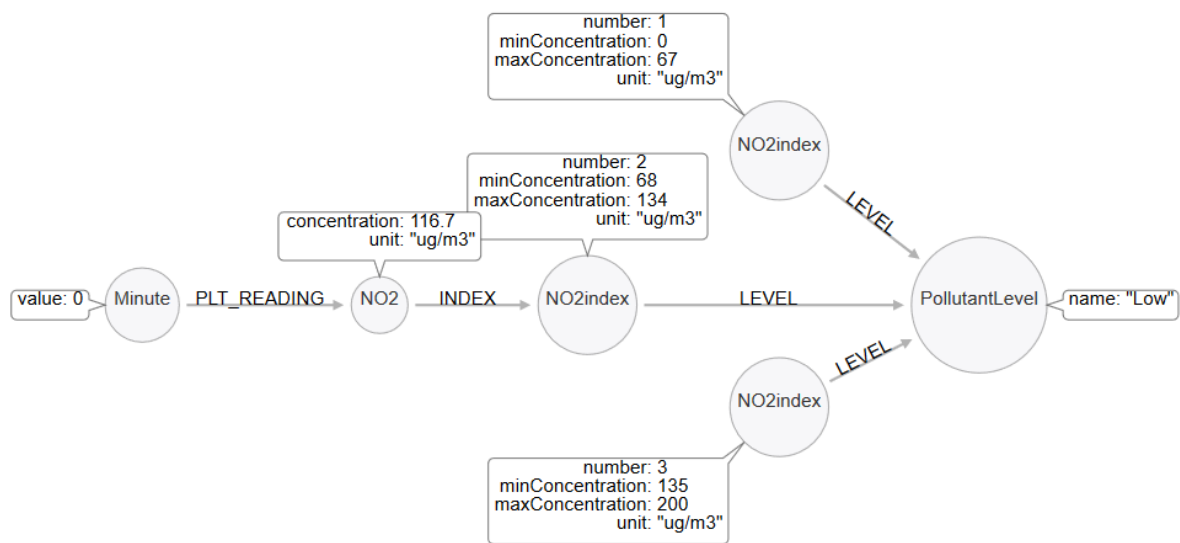 number: 1
minConcentration: 0
maxConcentration: 67
unit: "ug/m3"
NO2index
LEVEL
number: 2
minConcentration: 68
maxConcentration: 134
unit: "ug/m3"
concentration: 116.7
unit: "ug/m3"
value: 0
Minute
PLT_READING
NO2
INDEX
NO2index
LEVEL
PollutantLevel
name: "Low"
LEVEL
NO2index
number: 3
minConcentration: 135
maxConcentration: 200
unit: "ug/m3"